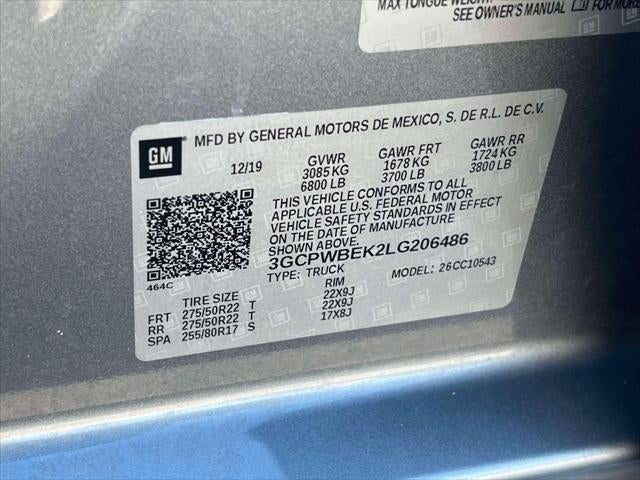 MAX TONGUE WEIGHT:
SEE OWNER'S MANUAL FOR MORE
GM
MFD BY GENERAL MOTORS DE MEXICO, S. DE R.L. DE C.V.
12/19 GVWR GAWR FRT GAWR RR
3085 KG 1678 KG 1724 KG
6800 LB 3700 LB 3800 LB
THIS VEHICLE CONFORMS TO ALL
APPLICABLE U.S. FEDERAL MOTOR
VEHICLE SAFETY STANDARDS IN EFFECT
ON THE DATE OF MANUFACTURE
SHOWN ABOVE.
3GCPWBEK2LG206486
464C
TYPE: TRUCK MODEL: 26CC10543
TIRE SIZE RIM
FRT 275/50R22 T 22X9J
RR 275/50R22 T 22X9J
SPA 255/80R17 S 17X8J